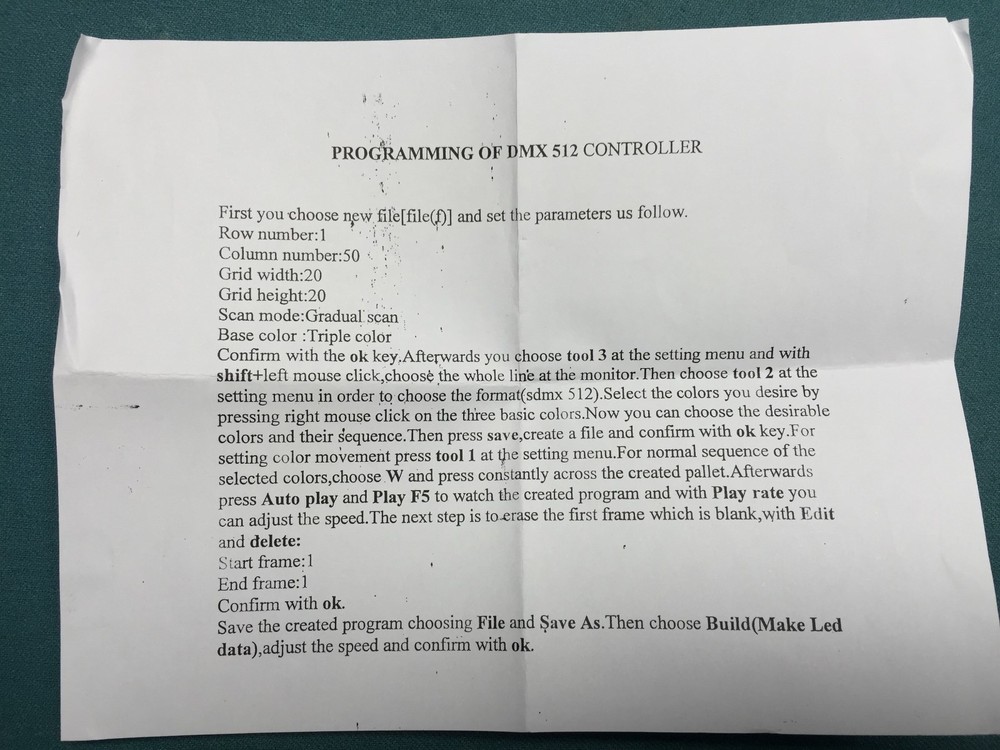 PROGRAMMING OF DMX 512 CONTROLLER
First you choose new file[file(f)] and set the parameters us follow.
Row number:1
Column number:50
Grid width:20
Grid height:20
Scan mode:Gradual scan
Base color :Triple color
Confirm with the ok key.Afterwards you choose tool 3 at the setting menu and with
shift+left mouse click,choose the whole line at the monitor.Then choose tool 2 at the
setting menu in order to choose the format(sdmx 512).Select the colors you desire by
pressing right mouse click on the three basic colors.Now you can choose the desirable
colors and their sequence.Then press save,create a file and confirm with ok key.For
setting color movement press tool 1 at the setting menu.For normal sequence of the
selected colors,choose W and press constantly across the created pallet.Afterwards
press Auto play and Play F5 to watch the created program and with Play rate you
can adjust the speed.The next step is to erase the first frame which is blank,with Edit
and delete:
Start frame:1
End frame:1
Confirm with ok.
Save the created program choosing File and Save As.Then choose Build(Make Led
data),adjust the speed and confirm with ok.